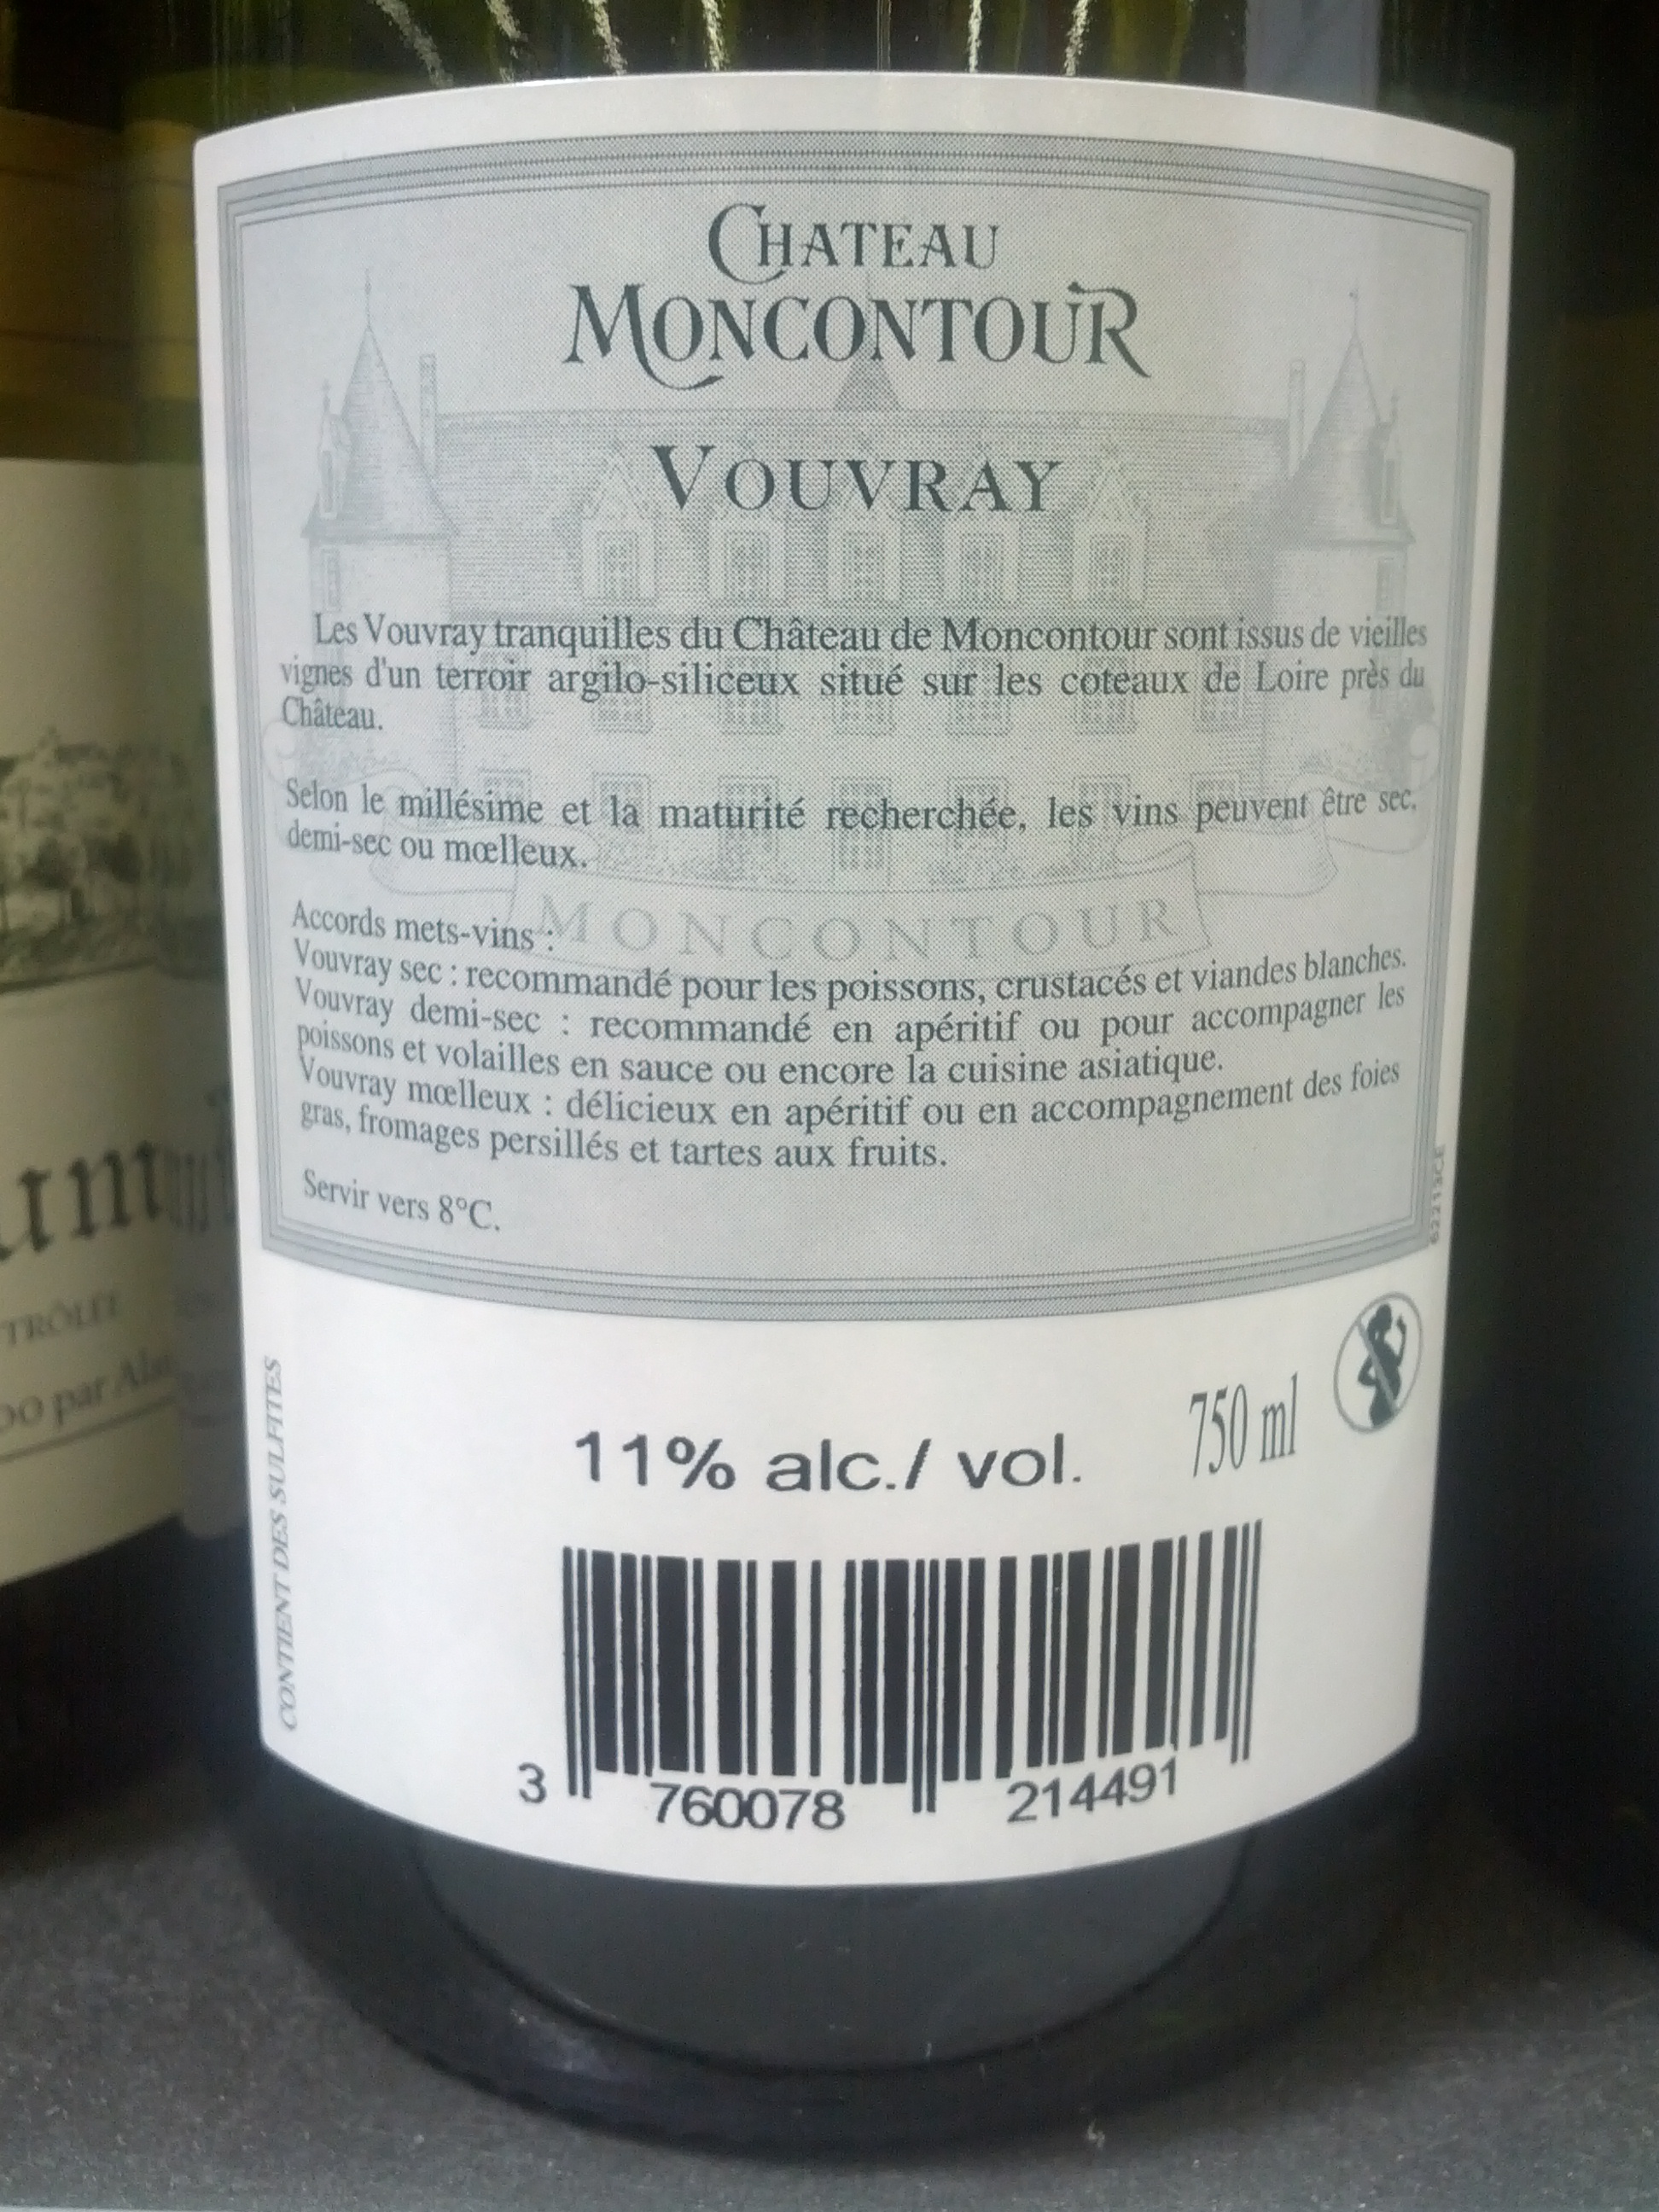 CHATEAU
MONCONTOUR
VOUVRAY
Les Vouvray tranquilles du Château de Moncontour sont issus de vieilles
vignes d'un terroir argilo-siliceux situé sur les coteaux de Loire près du
Château.
Selon le millésime et la maturité recherchée, les vins peuvent être sec,
demi-sec ou mœlleux.
MONCONTOUR
Accords mets-vins :
Vouvray sec : recommandé pour les poissons, crustacés et viandes blanches.
Vouvray demi-sec : recommandé en apéritif ou pour accompagner les
poissons et volailles en sauce ou encore la cuisine asiatique.
Vouvray mœlleux : délicieux en apéritif ou en accompagnement des foies
gras, fromages persillés et tartes aux fruits.
Servir vers 8°C.
CONTIENT DES SULFITES
11% alc./ vol.
750 ml
3 760078 214491
par